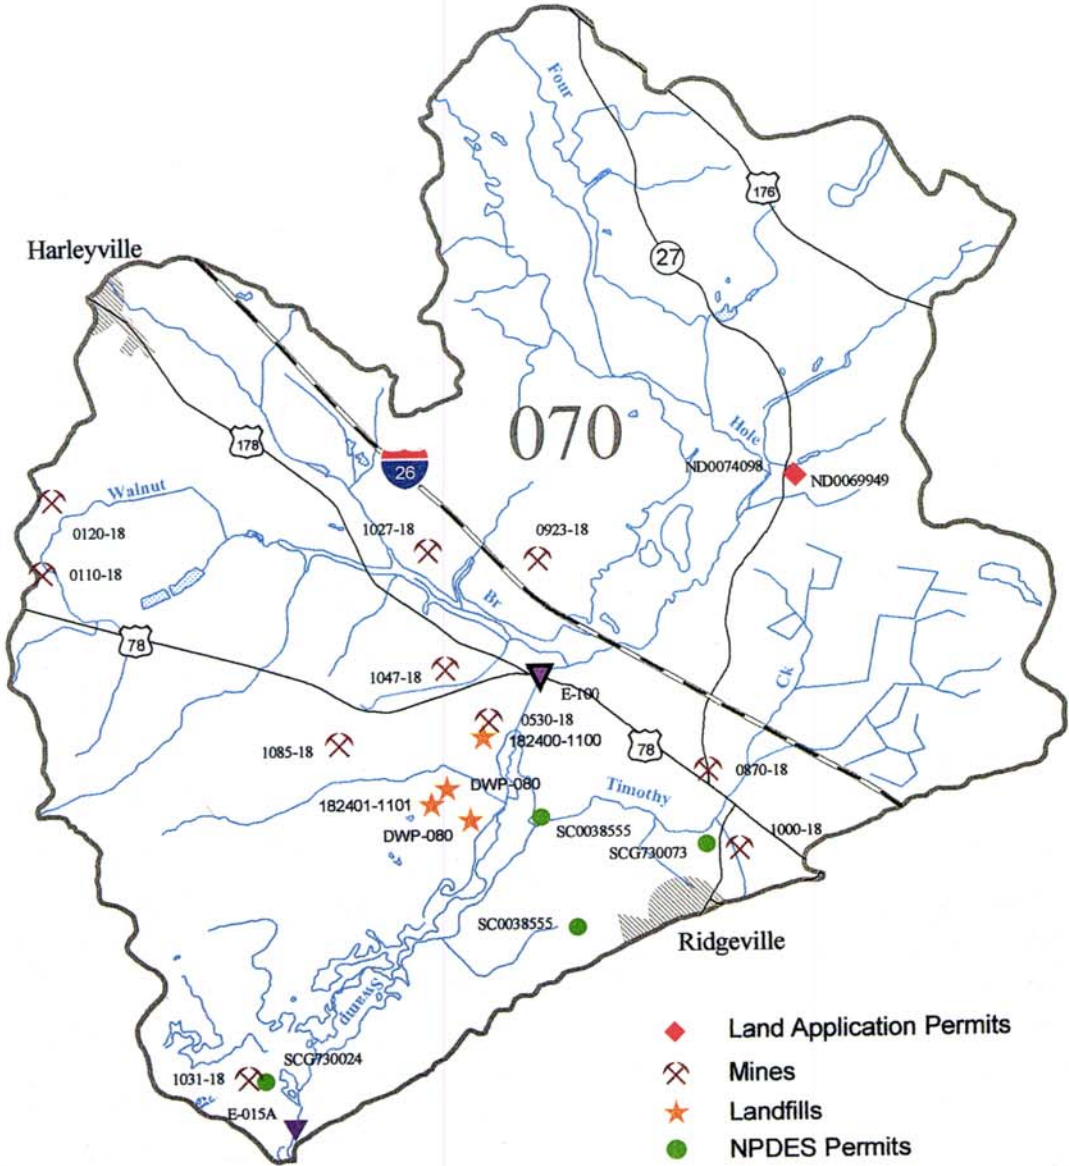 Four
176
Harleyville
27
070
178
Hole
26
ND0074098
ND0069949
Walnut
0120-18
1027-18
0923-18
0110-18
Br
78
1047-18
Ck
E-100
0530-18
182400-1100
78
1085-18
0870-18
DWP-080
Timothy
182401-1101
DWP-080
SC0038555
1000-18
SCG730073
SC0038555
Ridgeville
Swamp
SCG730024
1031-18
E-015A
Land Application Permits
Mines
Landfills
NPDES Permits